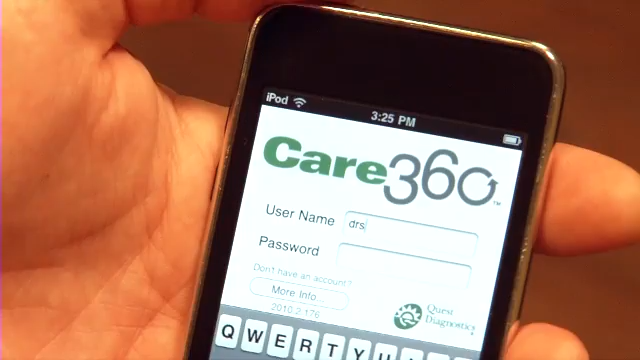 iPod 3:25 PM
Care360™
User Name drs
Password
Don't have an account?
More Info...
2010.2.176
Quest
Diagnostics
Q W E R T Y U